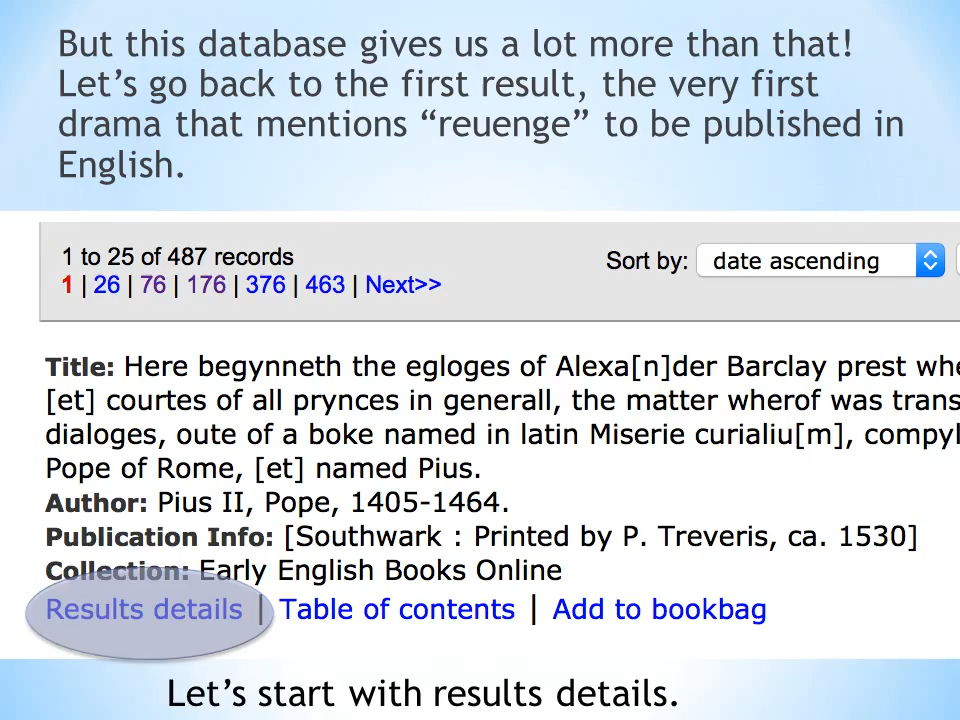 But this database gives us a lot more than that!
Let’s go back to the first result, the very first
drama that mentions “reuenge” to be published in
English.
1 to 25 of 487 records
Sort by: date ascending
1 | 26 | 76 | 176 | 376 | 463 | Next>>
Title: Here begynneth the egloges of Alexa[n]der Barclay prest
[et] courtes of all prynces in generall, the matter wherof was
dialoges, oute of a boke named in latin Miserie curialiu[m],
Pope of Rome, [et] named Pius.
Author: Pius II, Pope, 1405-1464.
Publication Info: [Southwark : Printed by P. Treveris, ca. 1530]
Collection: Early English Books Online
Results details | Table of contents | Add to bookbag
Let’s start with results details.